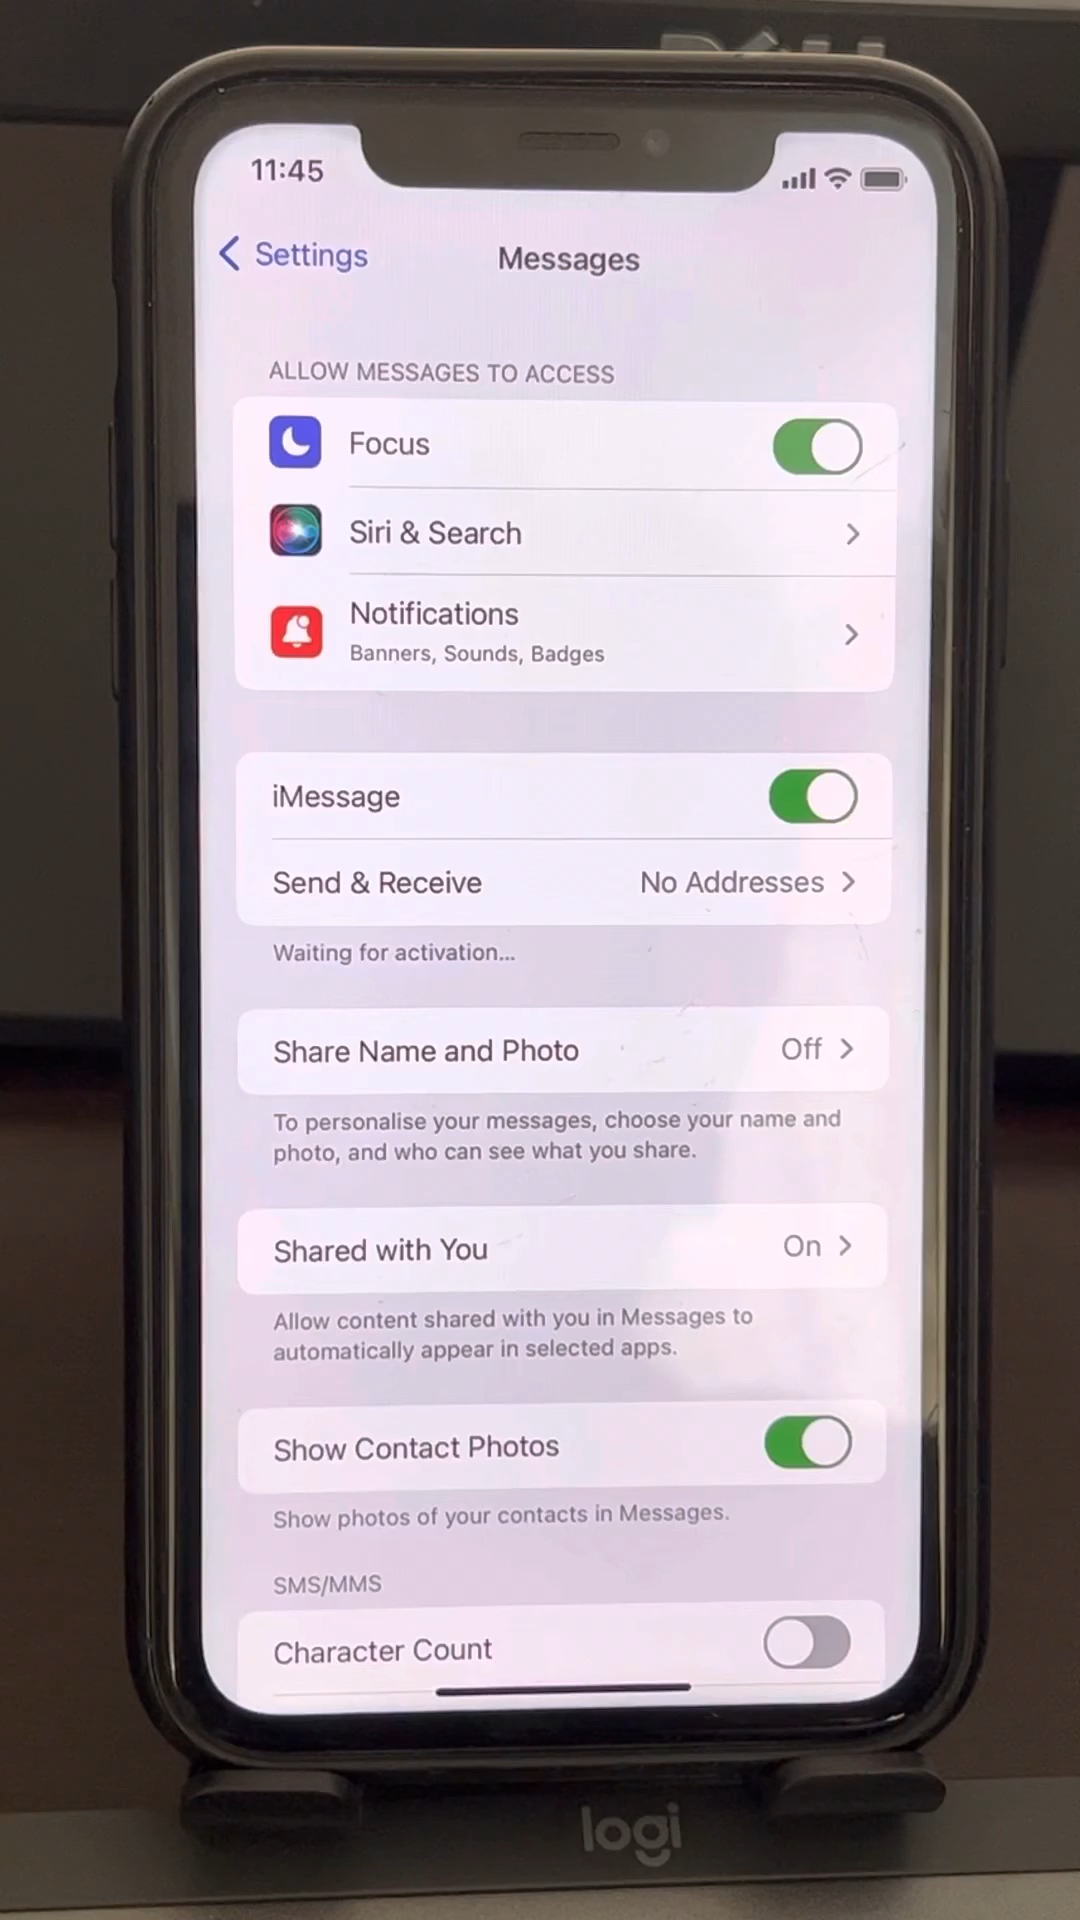 11:45
Settings
Messages
ALLOW MESSAGES TO ACCESS
Focus
Siri & Search
Notifications
Banners, Sounds, Badges
iMessage
Send & Receive No Addresses
Waiting for activation...
Share Name and Photo Off
To personalise your messages, choose your name and
photo, and who can see what you share.
Shared with You On
Allow content shared with you in Messages to
automatically appear in selected apps.
Show Contact Photos
Show photos of your contacts in Messages.
SMS/MMS
Character Count
logi